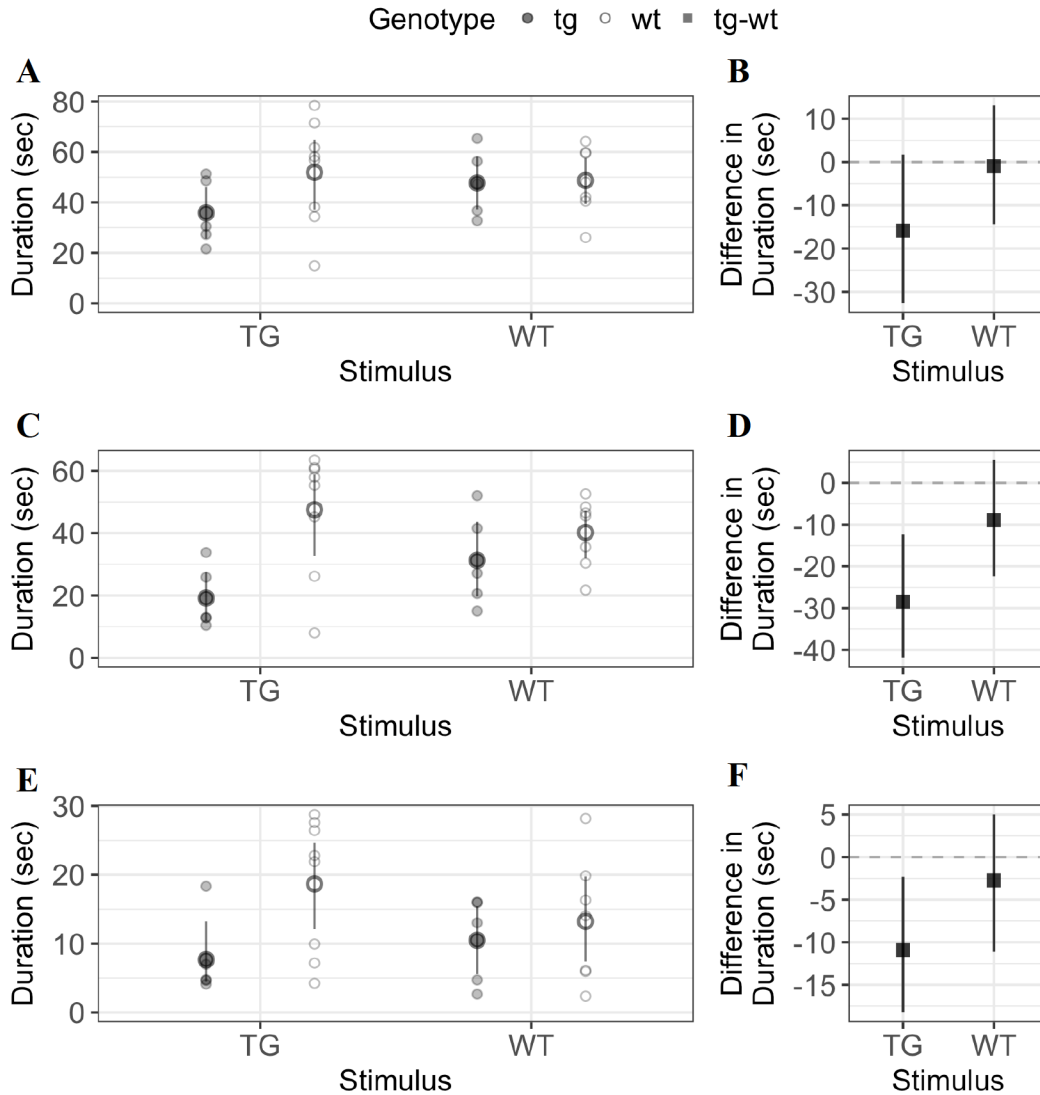 Genotype tg wt tg-wt
A
Duration (sec)
80
60
40
20
0
TG WT
Stimulus
B
Difference in
Duration (sec)
10
0
-10
-20
-30
TG WT
Stimulus
C
Duration (sec)
60
40
20
0
TG WT
Stimulus
D
Difference in
Duration (sec)
0
-10
-20
-30
-40
TG WT
Stimulus
E
Duration (sec)
30
20
10
0
TG WT
Stimulus
F
Difference in
Duration (sec)
5
0
-5
-10
-15
TG WT
Stimulus